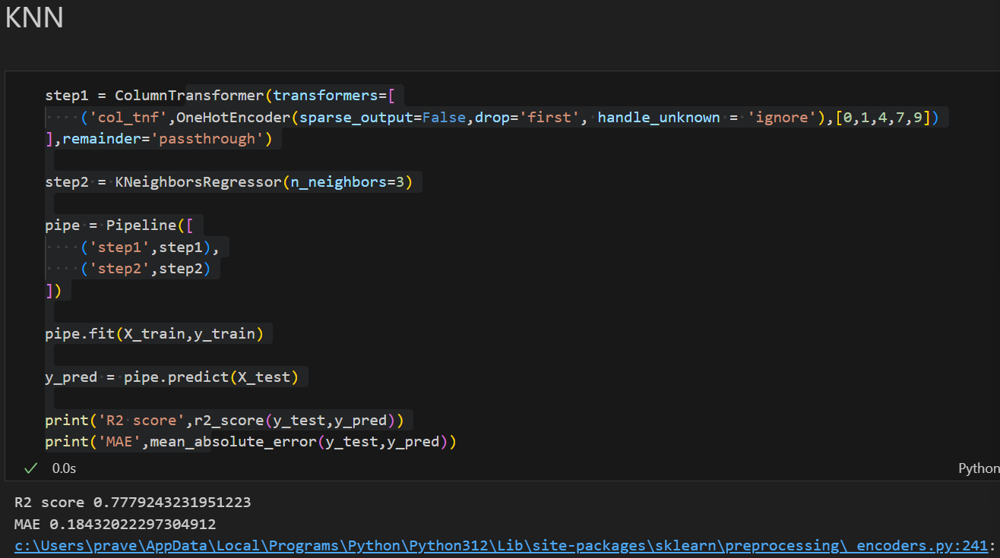 KNN
step1 = ColumnTransformer(transformers=[
    ('col_tnf',OneHotEncoder(sparse_output=False,drop='first', handle_unknown = 'ignore'),[0,1,4,7,9])
],remainder='passthrough')
step2 = KNeighborsRegressor(n_neighbors=3)
pipe = Pipeline([
    ('step1',step1),
    ('step2',step2)
])
pipe.fit(X_train,y_train)
y_pred = pipe.predict(X_test)
print('R2 score',r2_score(y_test,y_pred))
print('MAE',mean_absolute_error(y_test,y_pred))
0.0s
Python
R2 score 0.7779243231951223
MAE 0.18432022297304912
c:\Users\prave\AppData\Local\Programs\Python\Python312\Lib\site-packages\sklearn\preprocessing\_encoders.py:241: